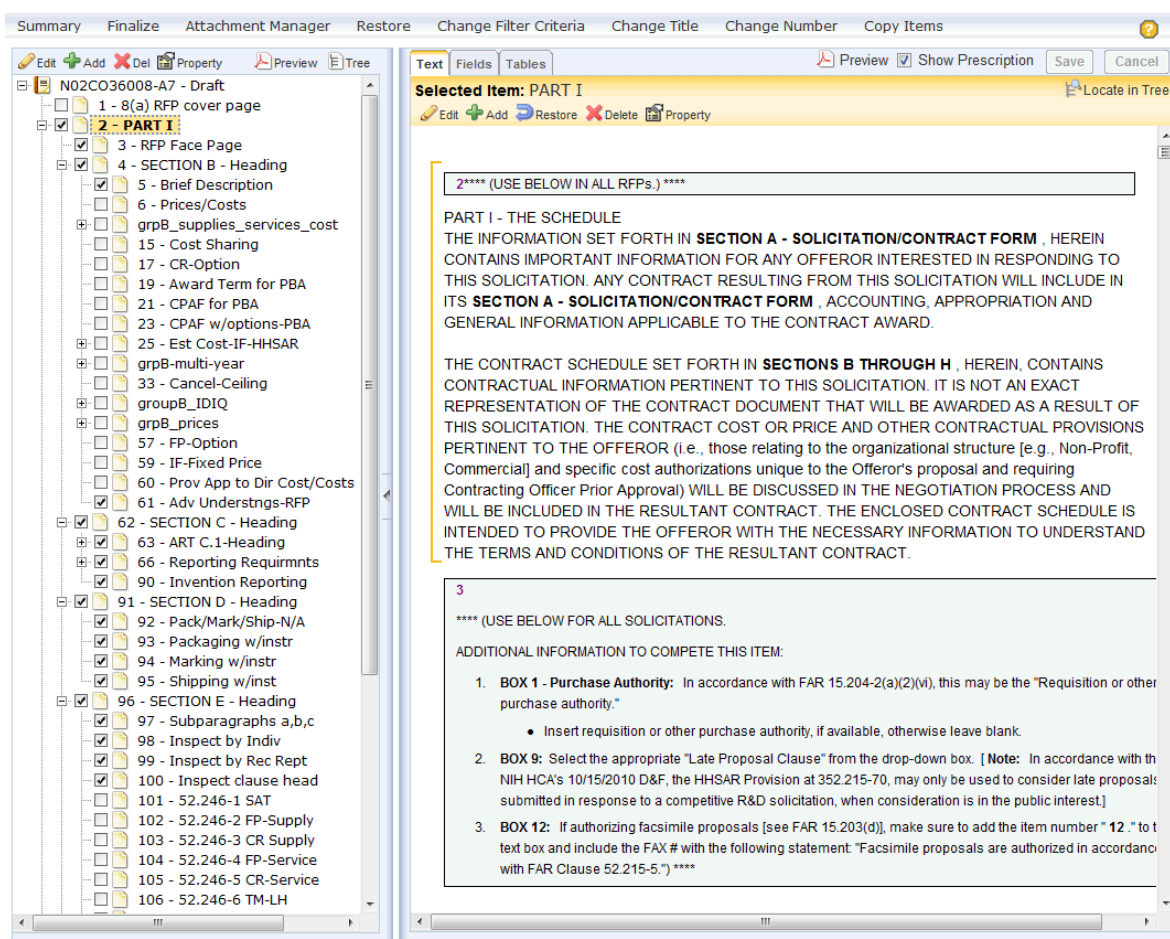 Summary Finalize Attachment Manager Restore Change Filter Criteria Change Title Change Number Copy Items
Edit Add Del Property Preview Tree
N02CO36008-A7 - Draft
1 - 8(a) RFP cover page
2 - PART I
3 - RFP Face Page
4 - SECTION B - Heading
5 - Brief Description
6 - Prices/Costs
grpB_supplies_services_cost
15 - Cost Sharing
17 - CR-Option
19 - Award Term for PBA
21 - CPAF for PBA
23 - CPAF w/options-PBA
25 - Est Cost-IF-HHSAR
grpB-multi-year
33 - Cancel-Ceiling
groupB_IDIQ
grpB_prices
57 - FP-Option
59 - IF-Fixed Price
60 - Prov App to Dir Cost/Costs
61 - Adv Understngs-RFP
62 - SECTION C - Heading
63 - ART C.1-Heading
66 - Reporting Requirmnts
90 - Invention Reporting
91 - SECTION D - Heading
92 - Pack/Mark/Ship-N/A
93 - Packaging w/instr
94 - Marking w/instr
95 - Shipping w/inst
96 - SECTION E - Heading
97 - Subparagraphs a,b,c
98 - Inspect by Indiv
99 - Inspect by Rec Rept
100 - Inspect clause head
101 - 52.246-1 SAT
102 - 52.246-2 FP-Supply
103 - 52.246-3 CR Supply
104 - 52.246-4 FP-Service
105 - 52.246-5 CR-Service
106 - 52.246-6 TM-LH
Text Fields Tables Preview Show Prescription Save Cancel
Selected Item: PART I Locate in Tree
Edit Add Restore Delete Property
2**** (USE BELOW IN ALL RFPs.) ****
PART I - THE SCHEDULE
THE INFORMATION SET FORTH IN SECTION A - SOLICITATION/CONTRACT FORM , HEREIN
CONTAINS IMPORTANT INFORMATION FOR ANY OFFEROR INTERESTED IN RESPONDING TO
THIS SOLICITATION. ANY CONTRACT RESULTING FROM THIS SOLICITATION WILL INCLUDE IN
ITS SECTION A - SOLICITATION/CONTRACT FORM , ACCOUNTING, APPROPRIATION AND
GENERAL INFORMATION APPLICABLE TO THE CONTRACT AWARD.
THE CONTRACT SCHEDULE SET FORTH IN SECTIONS B THROUGH H , HEREIN, CONTAINS
CONTRACTUAL INFORMATION PERTINENT TO THIS SOLICITATION. IT IS NOT AN EXACT
REPRESENTATION OF THE CONTRACT DOCUMENT THAT WILL BE AWARDED AS A RESULT OF
THIS SOLICITATION. THE CONTRACT COST OR PRICE AND OTHER CONTRACTUAL PROVISIONS
PERTINENT TO THE OFFEROR (i.e., those relating to the organizational structure [e.g., Non-Profit,
Commercial] and specific cost authorizations unique to the Offeror's proposal and requiring
Contracting Officer Prior Approval) WILL BE DISCUSSED IN THE NEGOTIATION PROCESS AND
WILL BE INCLUDED IN THE RESULTANT CONTRACT. THE ENCLOSED CONTRACT SCHEDULE IS
INTENDED TO PROVIDE THE OFFEROR WITH THE NECESSARY INFORMATION TO UNDERSTAND
THE TERMS AND CONDITIONS OF THE RESULTANT CONTRACT.
3
**** (USE BELOW FOR ALL SOLICITATIONS.
ADDITIONAL INFORMATION TO COMPETE THIS ITEM:
1. BOX 1 - Purchase Authority: In accordance with FAR 15.204-2(a)(2)(vi), this may be the "Requisition or other
purchase authority."
• Insert requisition or other purchase authority, if available, otherwise leave blank.
2. BOX 9: Select the appropriate "Late Proposal Clause" from the drop-down box. [ Note: In accordance with th
NIH HCA's 10/15/2010 D&F, the HHSAR Provision at 352.215-70, may only be used to consider late proposals
submitted in response to a competitive R&D solicitation, when consideration is in the public interest.]
3. BOX 12: If authorizing facsimile proposals [see FAR 15.203(d)], make sure to add the item number " 12 ." to t
text box and include the FAX # with the following statement: "Facsimile proposals are authorized in accordanc
with FAR Clause 52.215-5.") ****